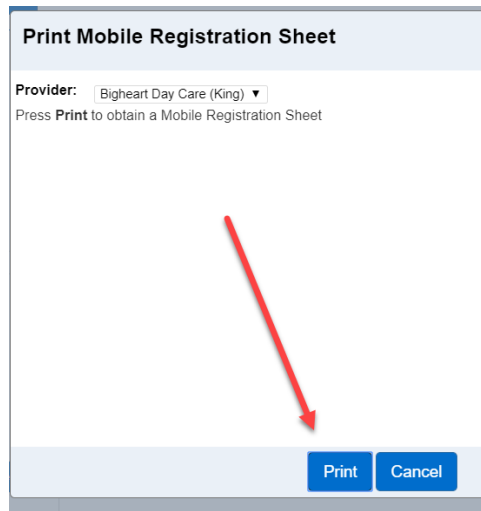 Print Mobile Registration Sheet
Provider: Bigheart Day Care (King) ▼
Press Print to obtain a Mobile Registration Sheet
Print Cancel